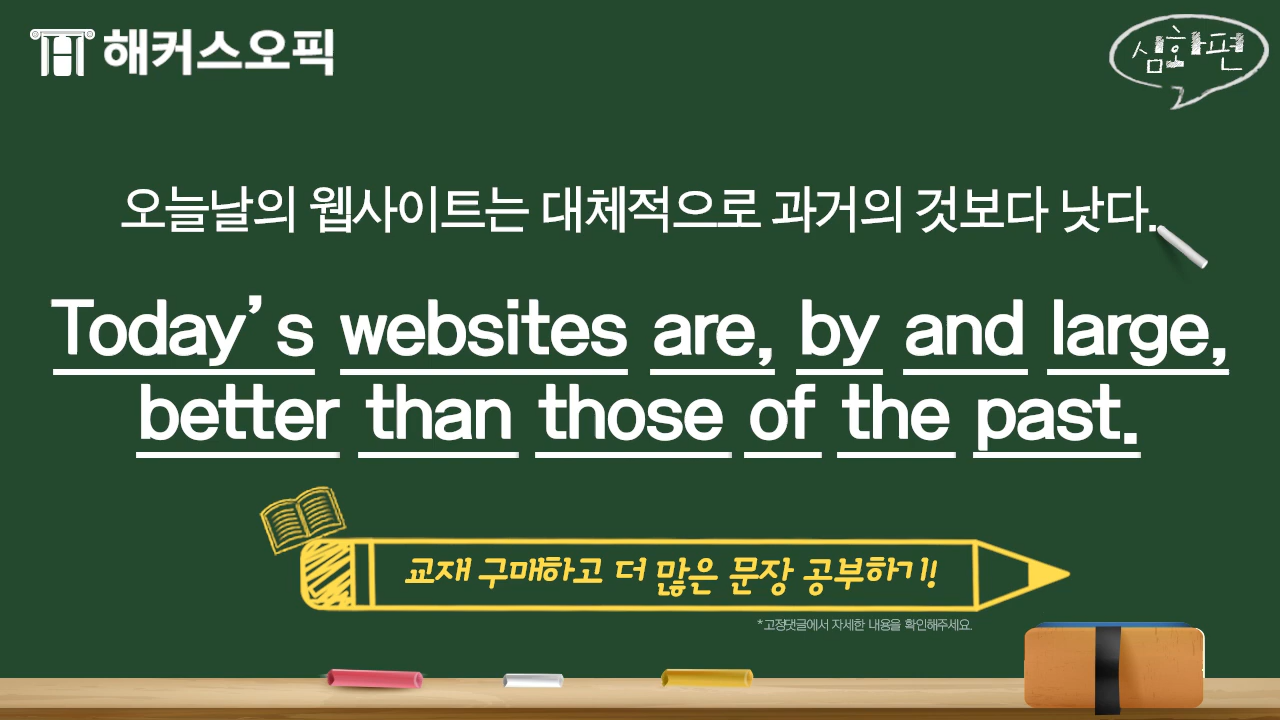 해커스오픽
심화편
오늘날의 웹사이트는 대체적으로 과거의 것보다 낫다.
Today's websites are, by and large,
better than those of the past.
교재 구매하고 더 많은 문장 공부하기!
*고정댓글에서 자세한 내용을 확인해주세요.